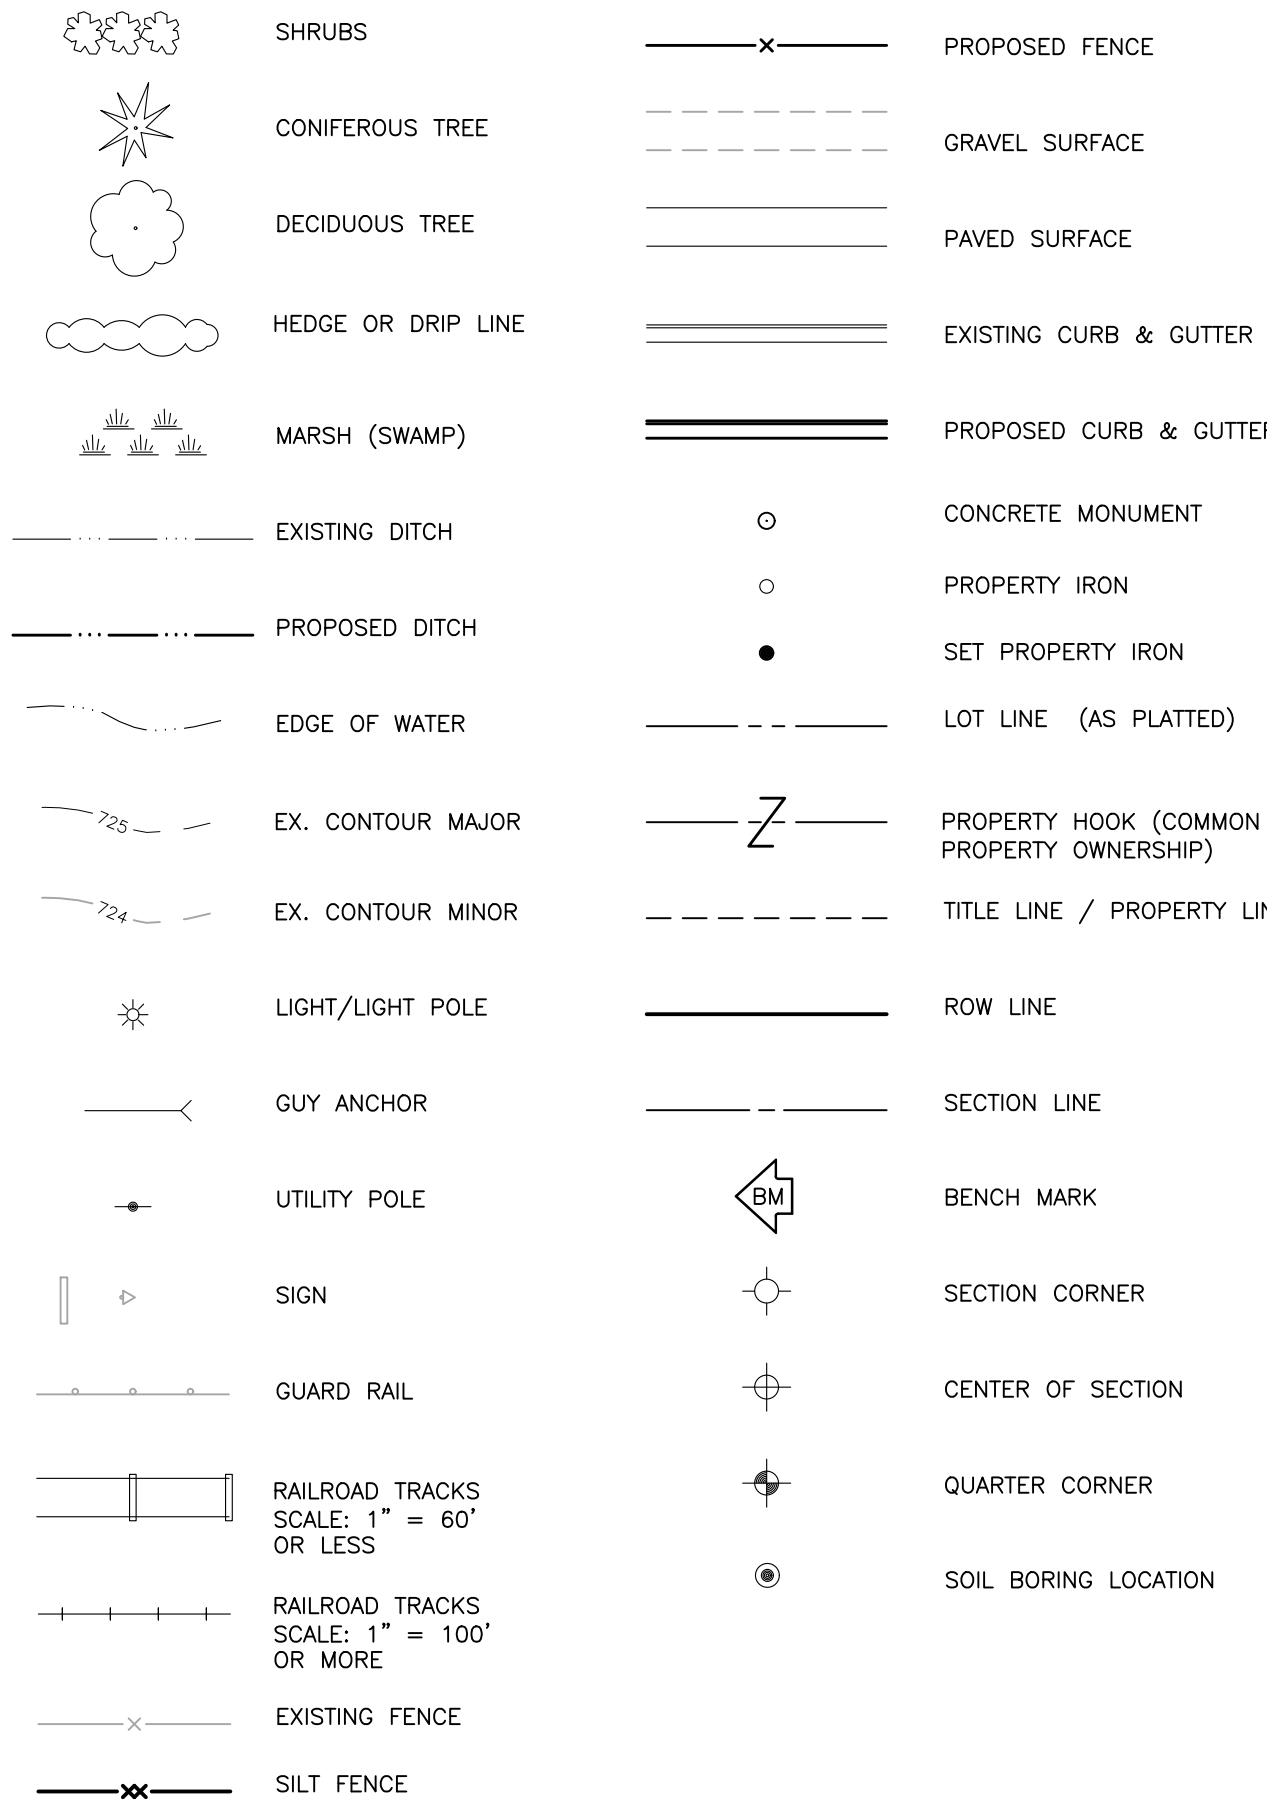 SHRUBS
CONIFEROUS TREE
DECIDUOUS TREE
HEDGE OR DRIP LINE
MARSH (SWAMP)
EXISTING DITCH
PROPOSED DITCH
EDGE OF WATER
725
EX. CONTOUR MAJOR
724
EX. CONTOUR MINOR
LIGHT/LIGHT POLE
GUY ANCHOR
UTILITY POLE
SIGN
GUARD RAIL
RAILROAD TRACKS
SCALE: 1" = 60'
OR LESS
RAILROAD TRACKS
SCALE: 1" = 100'
OR MORE
EXISTING FENCE
SILT FENCE
PROPOSED FENCE
GRAVEL SURFACE
PAVED SURFACE
EXISTING CURB & GUTTER
PROPOSED CURB & GUTTER
CONCRETE MONUMENT
PROPERTY IRON
SET PROPERTY IRON
LOT LINE (AS PLATTED)
PROPERTY HOOK (COMMON
PROPERTY OWNERSHIP)
TITLE LINE / PROPERTY LIN
ROW LINE
SECTION LINE
BM
BENCH MARK
SECTION CORNER
CENTER OF SECTION
QUARTER CORNER
SOIL BORING LOCATION